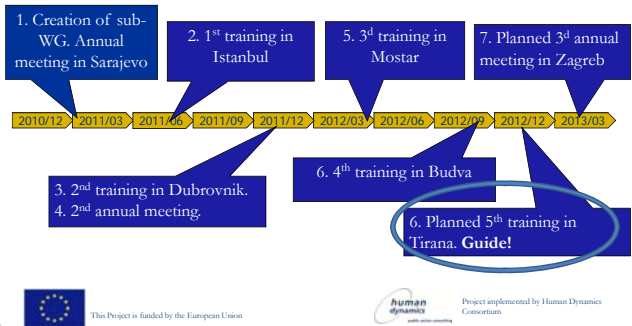 1. Creation of sub-
WG. Annual
meeting in Sarajevo
2. 1st training in
Istanbul
5. 3d training in
Mostar
7. Planned 3d annual
meeting in Zagreb
2010/12 2011/03 2011/06 2011/09 2011/12 2012/03 2012/06 2012/09 2012/12 2013/03
3. 2nd training in Dubrovnik.
4. 2nd annual meeting.
6. 4th training in Budva
6. Planned 5th training in
Tirana. Guide!
This Project is funded by the European Union
human
dynamics
public sector consulting
Project implemented by Human Dynamics
Consortium